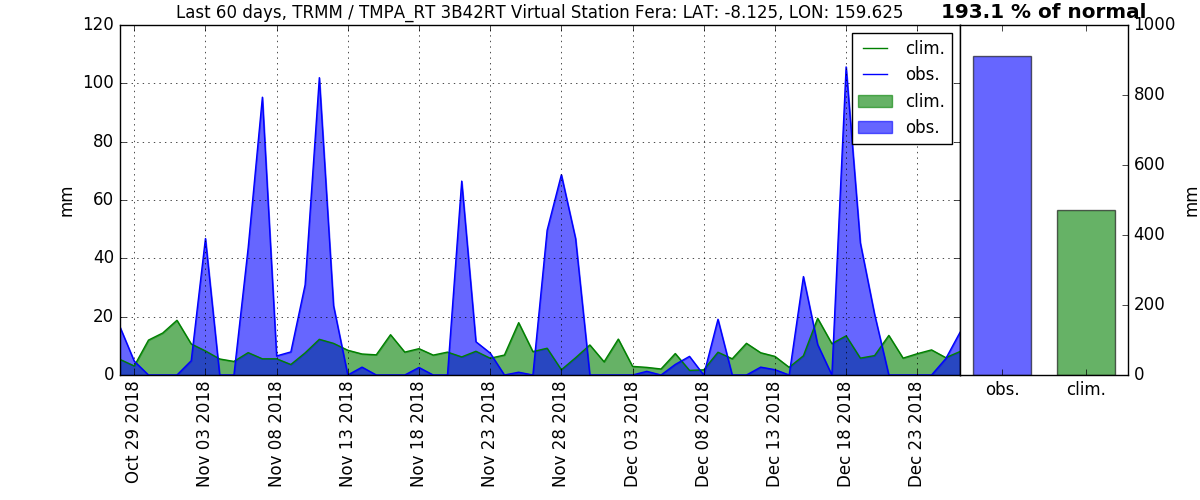 Last 60 days, TRMM / TMPA_RT 3B42RT Virtual Station Fera: LAT: -8.125, LON: 159.625
193.1 % of normal
120
100
80
60
40
20
0
mm
clim.
obs.
clim.
obs.
1000
800
600
400
200
0
mm
Oct 29 2018
Nov 03 2018
Nov 08 2018
Nov 13 2018
Nov 18 2018
Nov 23 2018
Nov 28 2018
Dec 03 2018
Dec 08 2018
Dec 13 2018
Dec 18 2018
Dec 23 2018
obs.
clim.